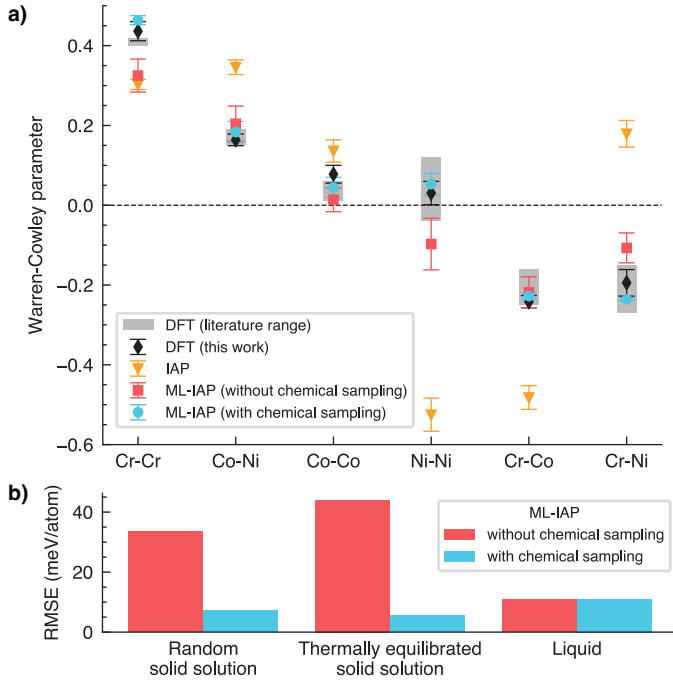 a)
Warren-Cowley parameter
0.4
0.2
0.0
−0.2
−0.4
−0.6
DFT (literature range)
DFT (this work)
IAP
ML-IAP (without chemical sampling)
ML-IAP (with chemical sampling)
Cr-Cr
Co-Ni
Co-Co
Ni-Ni
Cr-Co
Cr-Ni
b)
RMSE (meV/atom)
40
20
0
ML-IAP
without chemical sampling
with chemical sampling
Random
solid solution
Thermally equilibrated
solid solution
Liquid